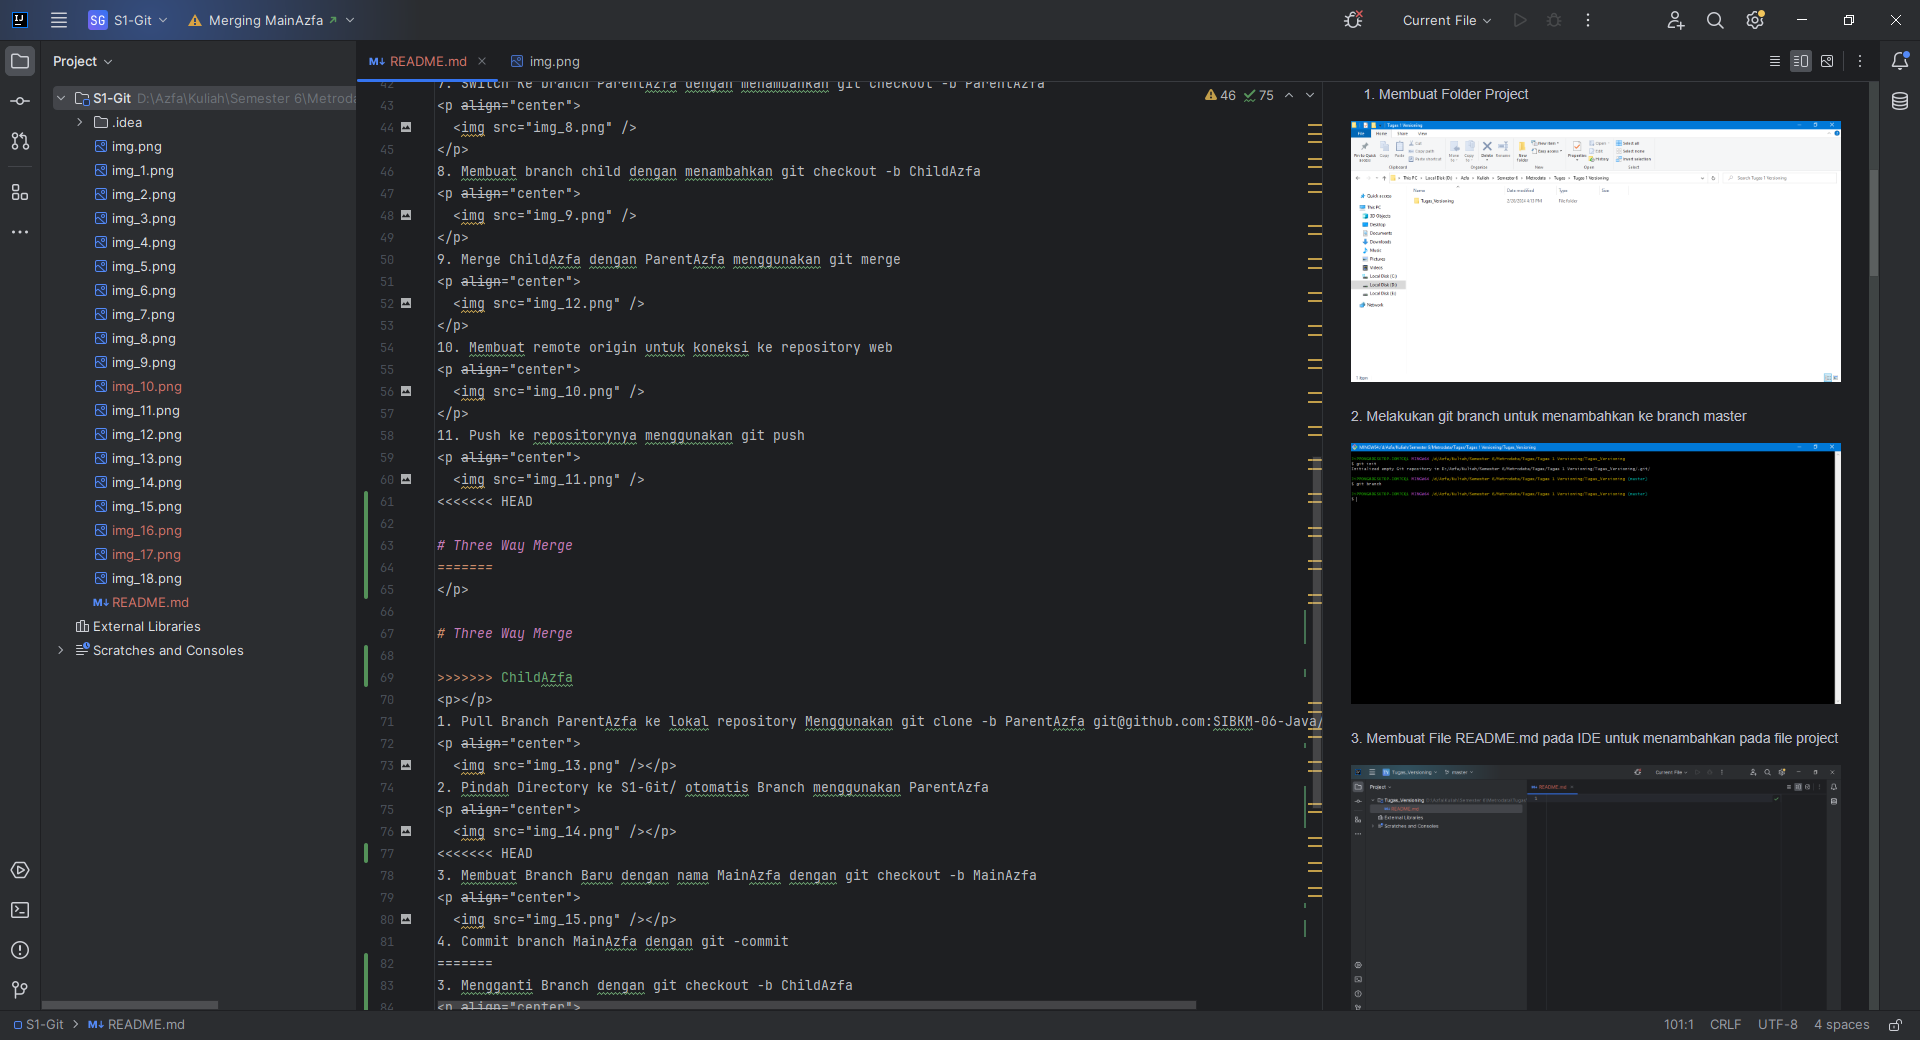 SG S1-Git
Merging MainAzfa
Current File
Project
README.md
img.png
S1-Git D:\Azfa\Kuliah\Semester 6\Metroda
.idea
img.png
img_1.png
img_2.png
img_3.png
img_4.png
img_5.png
img_6.png
img_7.png
img_8.png
img_9.png
img_10.png
img_11.png
img_12.png
img_13.png
img_14.png
img_15.png
img_16.png
img_17.png
img_18.png
README.md
External Libraries
Scratches and Consoles
46 75
42 7. Switch ke branch ParentAzfa dengan menambahkan git checkout -b ParentAzfa
43 <p align="center">
44 <img src="img_8.png" />
45 </p>
46 8. Membuat branch child dengan menambahkan git checkout -b ChildAzfa
47 <p align="center">
48 <img src="img_9.png" />
49 </p>
50 9. Merge ChildAzfa dengan ParentAzfa menggunakan git merge
51 <p align="center">
52 <img src="img_12.png" />
53 </p>
54 10. Membuat remote origin untuk koneksi ke repository web
55 <p align="center">
56 <img src="img_10.png" />
57 </p>
58 11. Push ke repositorynya menggunakan git push
59 <p align="center">
60 <img src="img_11.png" />
61 <<<<<<< HEAD
62
63 # Three Way Merge
64 =======
65 </p>
66
67 # Three Way Merge
68
69 >>>>>>> ChildAzfa
70 <p></p>
71 1. Pull Branch ParentAzfa ke lokal repository Menggunakan git clone -b ParentAzfa git@github.com:SIBKM-06-Java/
72 <p align="center">
73 <img src="img_13.png" /></p>
74 2. Pindah Directory ke S1-Git/ otomatis Branch menggunakan ParentAzfa
75 <p align="center">
76 <img src="img_14.png" /></p>
77 <<<<<<< HEAD
78 3. Membuat Branch Baru dengan nama MainAzfa dengan git checkout -b MainAzfa
79 <p align="center">
80 <img src="img_15.png" /></p>
81 4. Commit branch MainAzfa dengan git -commit
82 =======
83 3. Mengganti Branch dengan git checkout -b ChildAzfa
84 <p align="center">
1. Membuat Folder Project
2. Melakukan git branch untuk menambahkan ke branch master
3. Membuat File README.md pada IDE untuk menambahkan pada file project
S1-Git > README.md
101:1 CRLF UTF-8 4 spaces